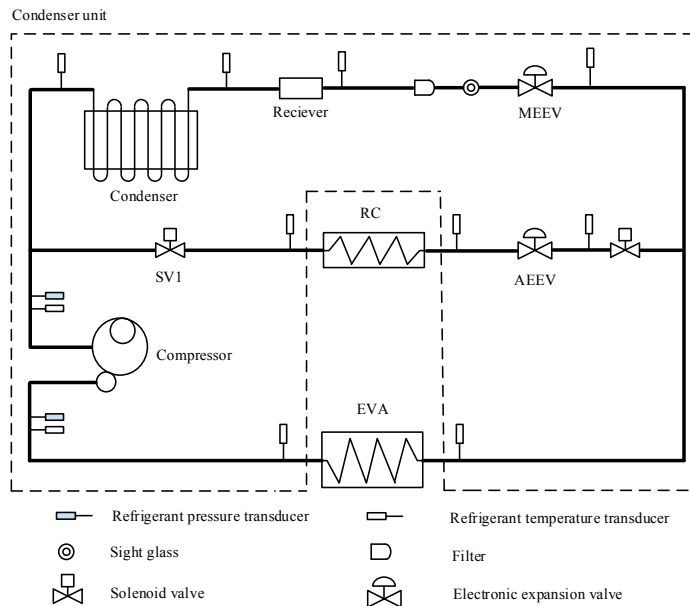 Condenser unit
Reciever
MEEV
Condenser
RC
SV1
AEEV
Compressor
EVA
Refrigerant pressure transducer
Refrigerant temperature transducer
Sight glass
Filter
Solenoid valve
Electronic expansion valve